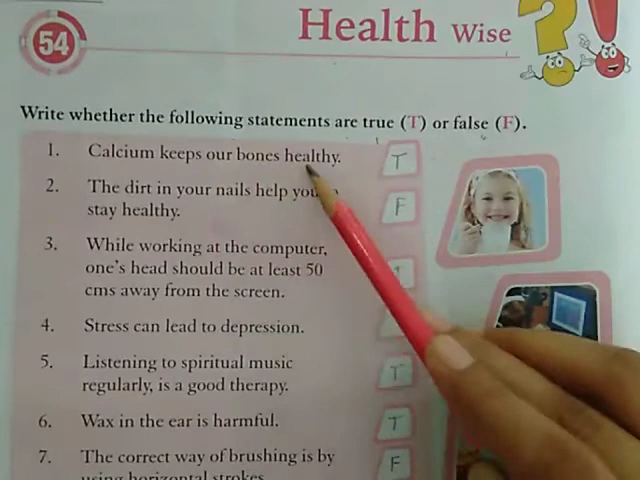 54
Health Wise
Write whether the following statements are true (T) or false (F).
1. Calcium keeps our bones healthy. T
2. The dirt in your nails help
stay healthy. F
3. While working at the computer,
one's head should be at least 50
cms away from the screen.
4. Stress can lead to depression.
5. Listening to spiritual music T
regularly, is a good therapy.
6. Wax in the ear is harmful. T
7. The correct way of brushing is by F
using horizontal strokes